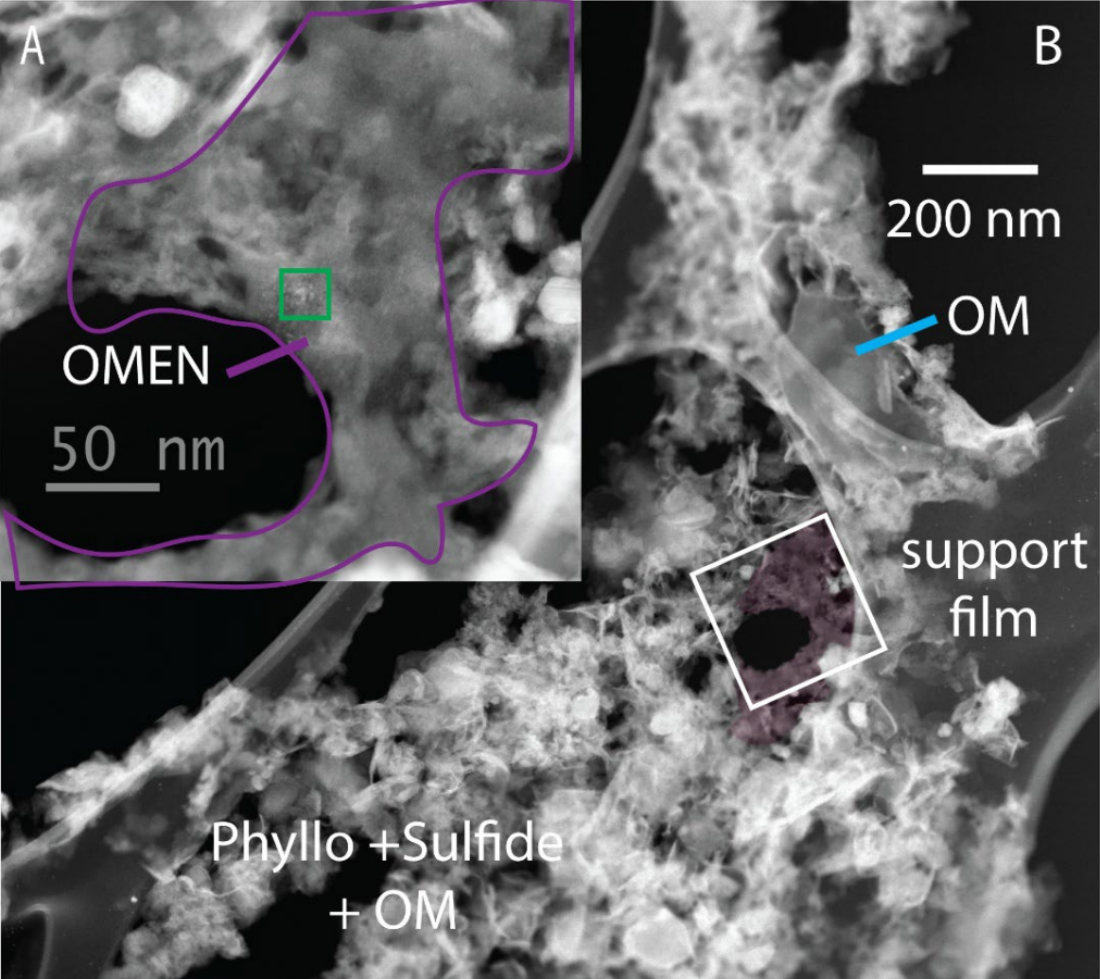 A
B
200 nm
OM
OMEN
50 nm
support
film
Phyllo +Sulfide
+ OM